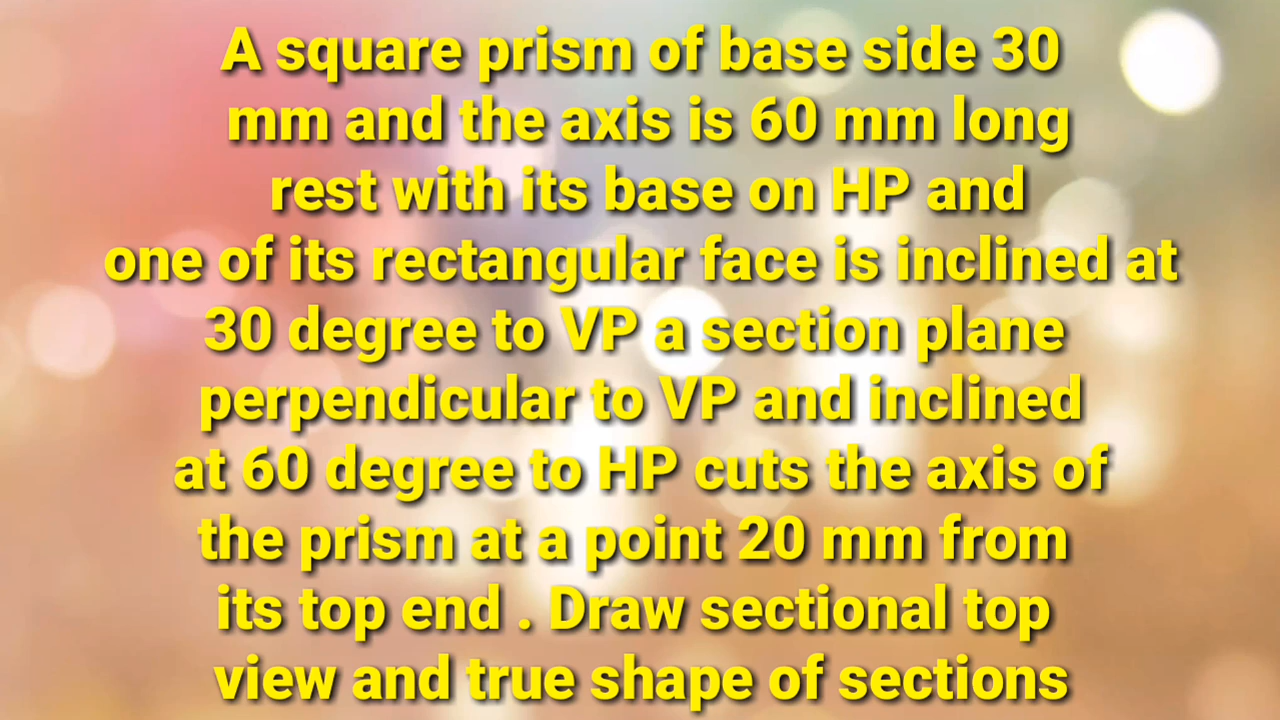 A square prism of base side 30
mm and the axis is 60 mm long
rest with its base on HP and
one of its rectangular face is inclined at
30 degree to VP a section plane
perpendicular to VP and inclined
at 60 degree to HP cuts the axis of
the prism at a point 20 mm from
its top end . Draw sectional top
view and true shape of sections